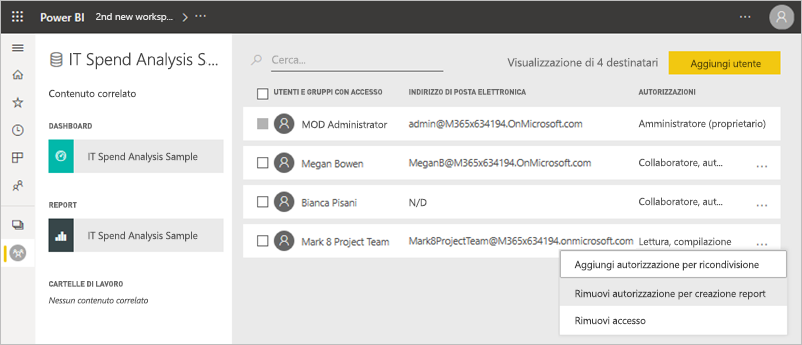 Power BI 2nd new worksp... > ...
...
IT Spend Analysis S...
Contenuto correlato
DASHBOARD
IT Spend Analysis Sample
REPORT
IT Spend Analysis Sample
CARTELLE DI LAVORO
Nessun contenuto correlato
Cerca...
Visualizzazione di 4 destinatari
Aggiungi utente
UTENTI E GRUPPI CON ACCESSO INDIRIZZO DI POSTA ELETTRONICA AUTORIZZAZIONI
MOD Administrator admin@M365x634194.OnMicrosoft.com Amministratore (proprietario)
Megan Bowen MeganB@M365x634194.OnMicrosoft.com Collaboratore, aut... ...
Bianca Pisani N/D Collaboratore, aut... ...
Mark 8 Project Team Mark8ProjectTeam@M365x634194.onmicrosoft.com Lettura, compilazione ...
Aggiungi autorizzazione per ricondivisione
Rimuovi autorizzazione per creazione report
Rimuovi accesso